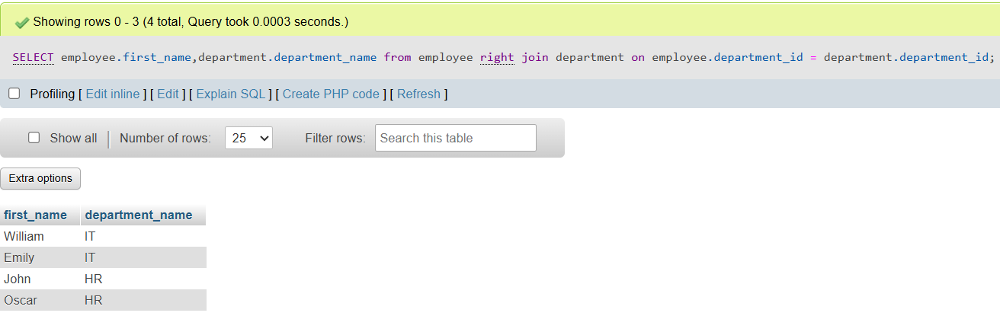 Showing rows 0 - 3 (4 total, Query took 0.0003 seconds.)
SELECT employee.first_name,department.department_name from employee right join department on employee.department_id = department.department_id;
Profiling [ Edit inline ] [ Edit ] [ Explain SQL ] [ Create PHP code ] [ Refresh ]
Show all Number of rows: 25 Filter rows: Search this table
Extra options
first_name department_name
William IT
Emily IT
John HR
Oscar HR